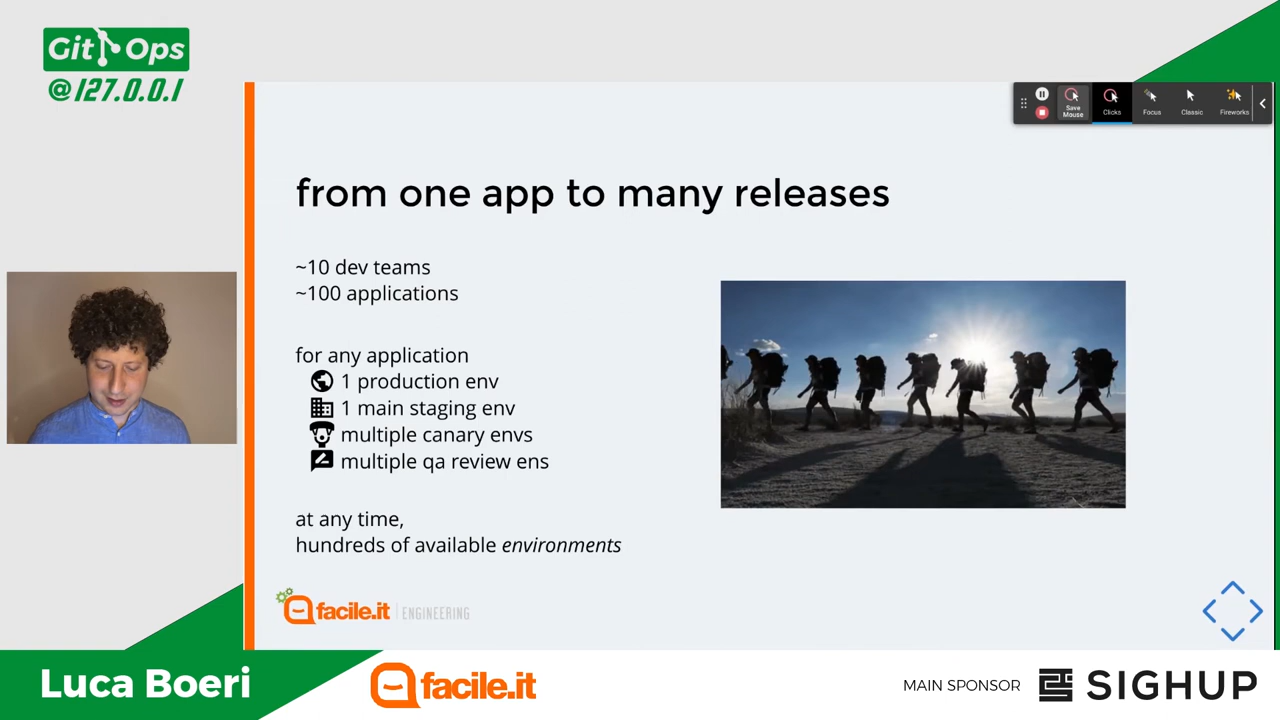 GitOps
@127.0.0.1
Save Mouse
Clicks
Focus
Classic
Fireworks
from one app to many releases
~10 dev teams
~100 applications
for any application
1 production env
1 main staging env
multiple canary envs
multiple qa review ens
at any time,
hundreds of available environments
facile.it | ENGINEERING
Luca Boeri
facile.it
MAIN SPONSOR
SIGHUP